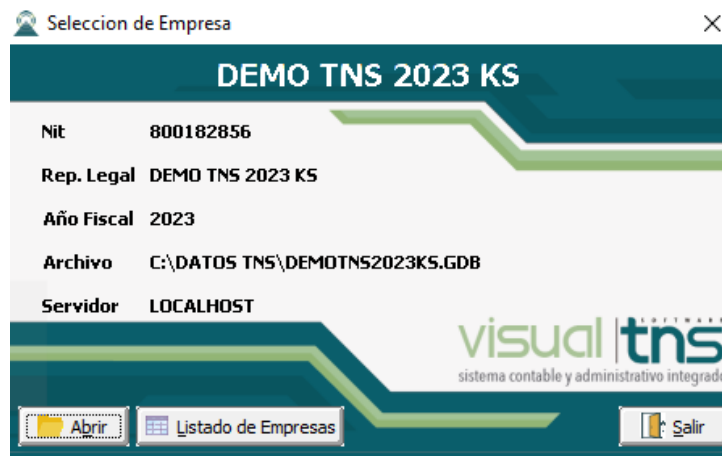 Seleccion de Empresa
DEMO TNS 2023 KS
Nit 800182856
Rep. Legal DEMO TNS 2023 KS
Año Fiscal 2023
Archivo C:\DATOS TNS\DEMOTNS2023KS.GDB
Servidor LOCALHOST
SOFTWARE
visual tns
sistema contable y administrativo integrado
Abrir Listado de Empresas Salir